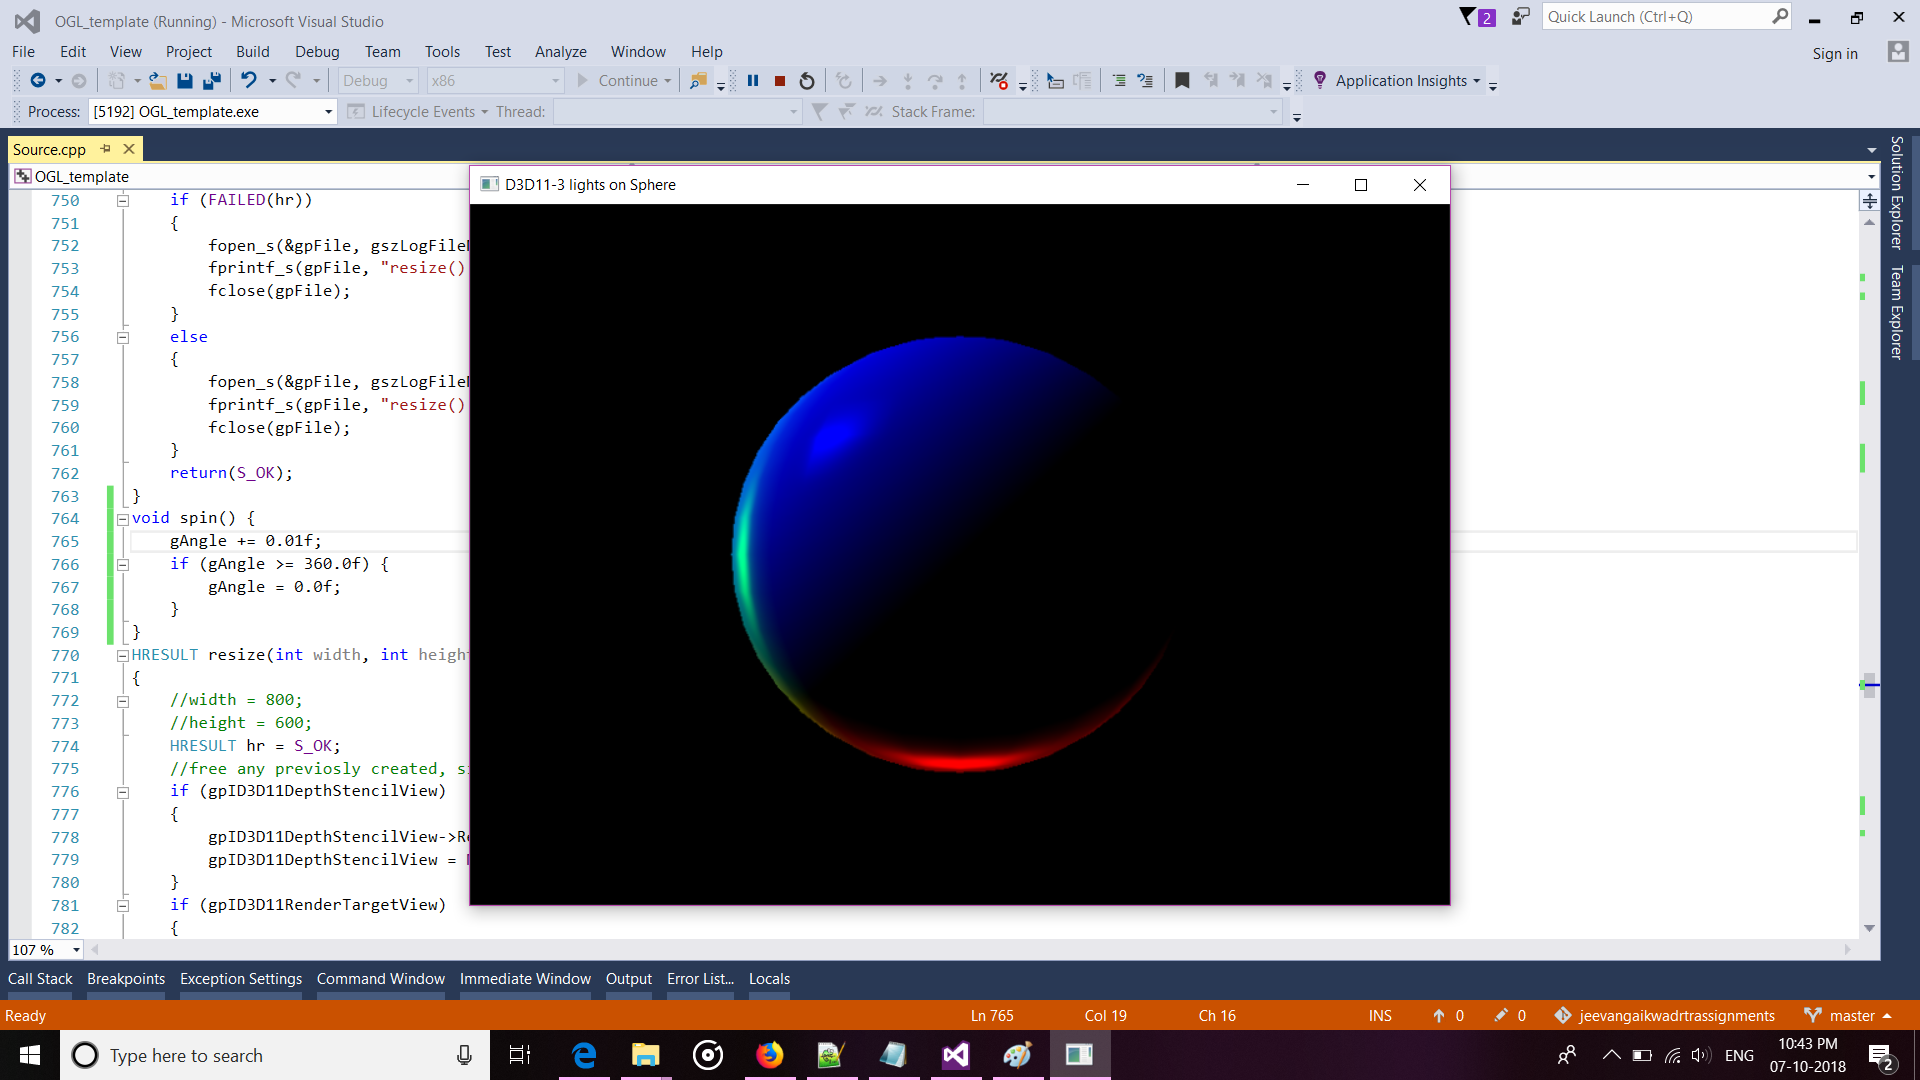 OGL_template (Running) - Microsoft Visual Studio
2
Quick Launch (Ctrl+Q)
File Edit View Project Build Debug Team Tools Test Analyze Window Help
Sign in
Debug x86 Continue Application Insights
Process: [5192] OGL_template.exe Lifecycle Events Thread: Stack Frame:
Source.cpp
OGL_template
D3D11-3 lights on Sphere
Solution Explorer
Team Explorer
750 if (FAILED(hr))
751 {
752 fopen_s(&gpFile, gszLogFile
753 fprintf_s(gpFile, "resize()
754 fclose(gpFile);
755 }
756 else
757 {
758 fopen_s(&gpFile, gszLogFile
759 fprintf_s(gpFile, "resize()
760 fclose(gpFile);
761 }
762 return(S_OK);
763 }
764 void spin() {
765 gAngle += 0.01f;
766 if (gAngle >= 360.0f) {
767 gAngle = 0.0f;
768 }
769 }
770 HRESULT resize(int width, int heigh
771 {
772 //width = 800;
773 //height = 600;
774 HRESULT hr = S_OK;
775 //free any previosly created, s
776 if (gpID3D11DepthStencilView)
777 {
778 gpID3D11DepthStencilView->R
779 gpID3D11DepthStencilView =
780 }
781 if (gpID3D11RenderTargetView)
782 {
107 %
Call Stack Breakpoints Exception Settings Command Window Immediate Window Output Error List... Locals
Ready Ln 765 Col 19 Ch 16 INS 0 0 jeevangaikwadrtrassignments master
Type here to search
ENG
10:43 PM
07-10-2018
2